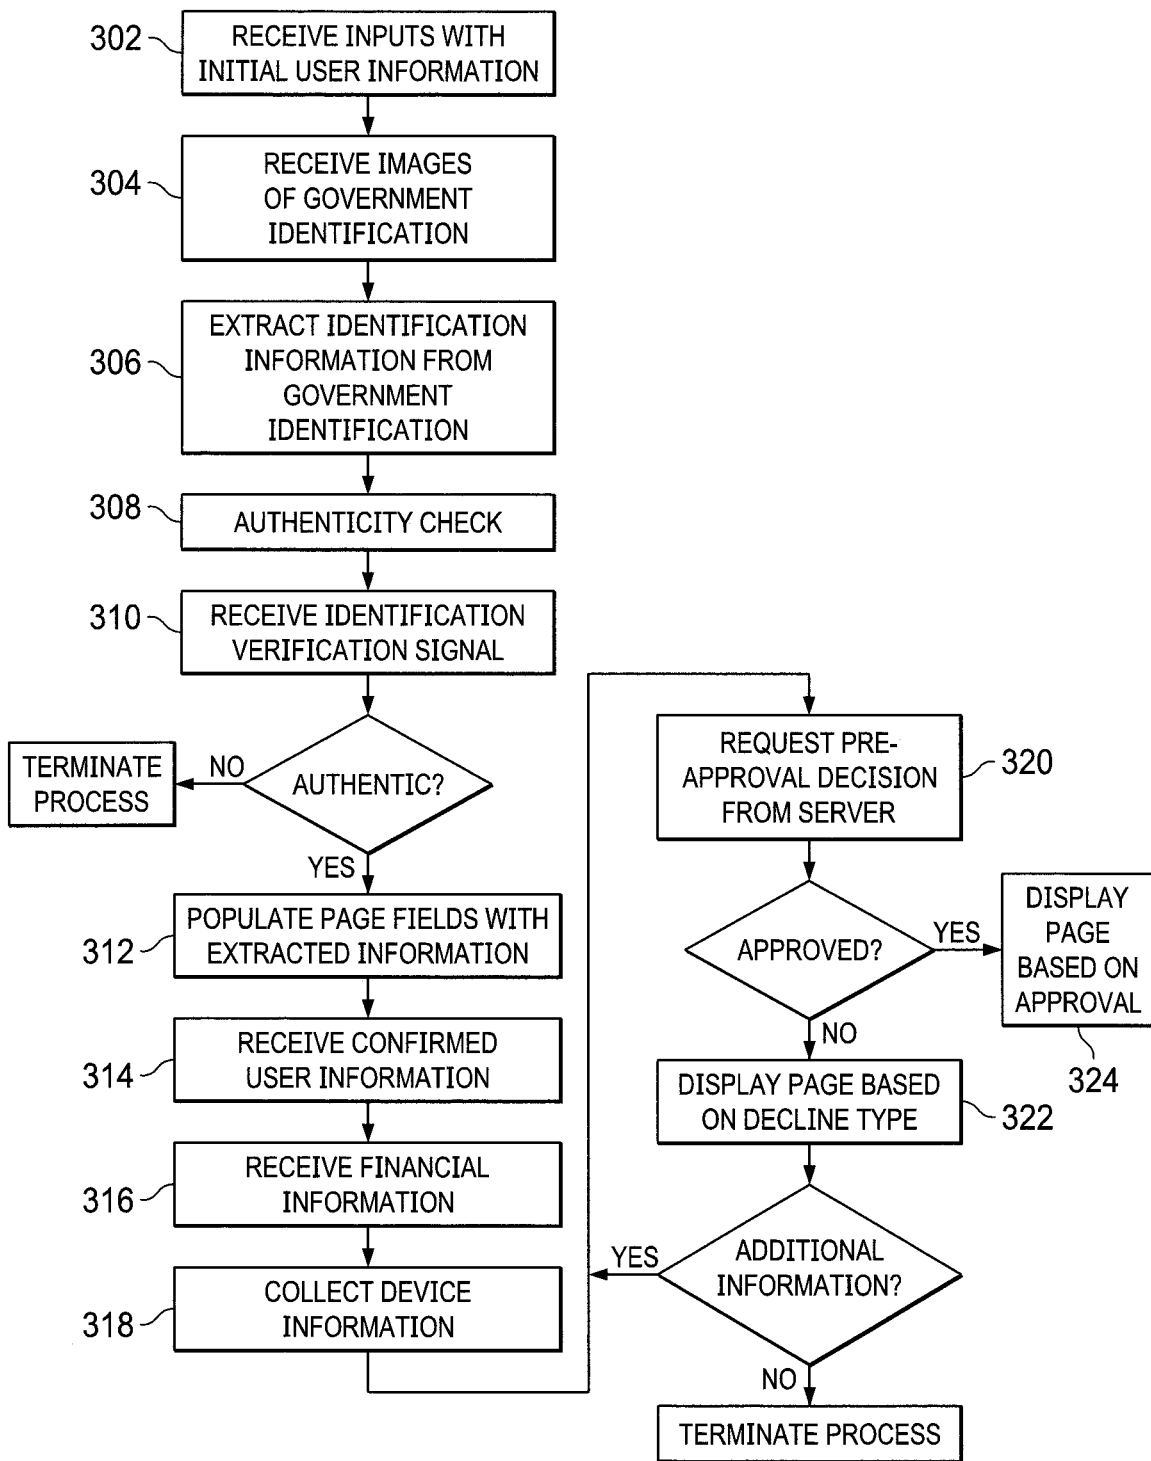 302
RECEIVE INPUTS WITH
INITIAL USER INFORMATION
304
RECEIVE IMAGES
OF GOVERNMENT
IDENTIFICATION
306
EXTRACT IDENTIFICATION
INFORMATION FROM
GOVERNMENT
IDENTIFICATION
308
AUTHENTICITY CHECK
310
RECEIVE IDENTIFICATION
VERIFICATION SIGNAL
TERMINATE
PROCESS
NO
AUTHENTIC?
YES
312
POPULATE PAGE FIELDS WITH
EXTRACTED INFORMATION
314
RECEIVE CONFIRMED
USER INFORMATION
316
RECEIVE FINANCIAL
INFORMATION
318
COLLECT DEVICE
INFORMATION
REQUEST PRE-
APPROVAL DECISION
FROM SERVER
320
APPROVED?
YES
DISPLAY
PAGE
BASED ON
APPROVAL
324
NO
DISPLAY PAGE BASED
ON DECLINE TYPE
322
YES
ADDITIONAL
INFORMATION?
NO
TERMINATE PROCESS